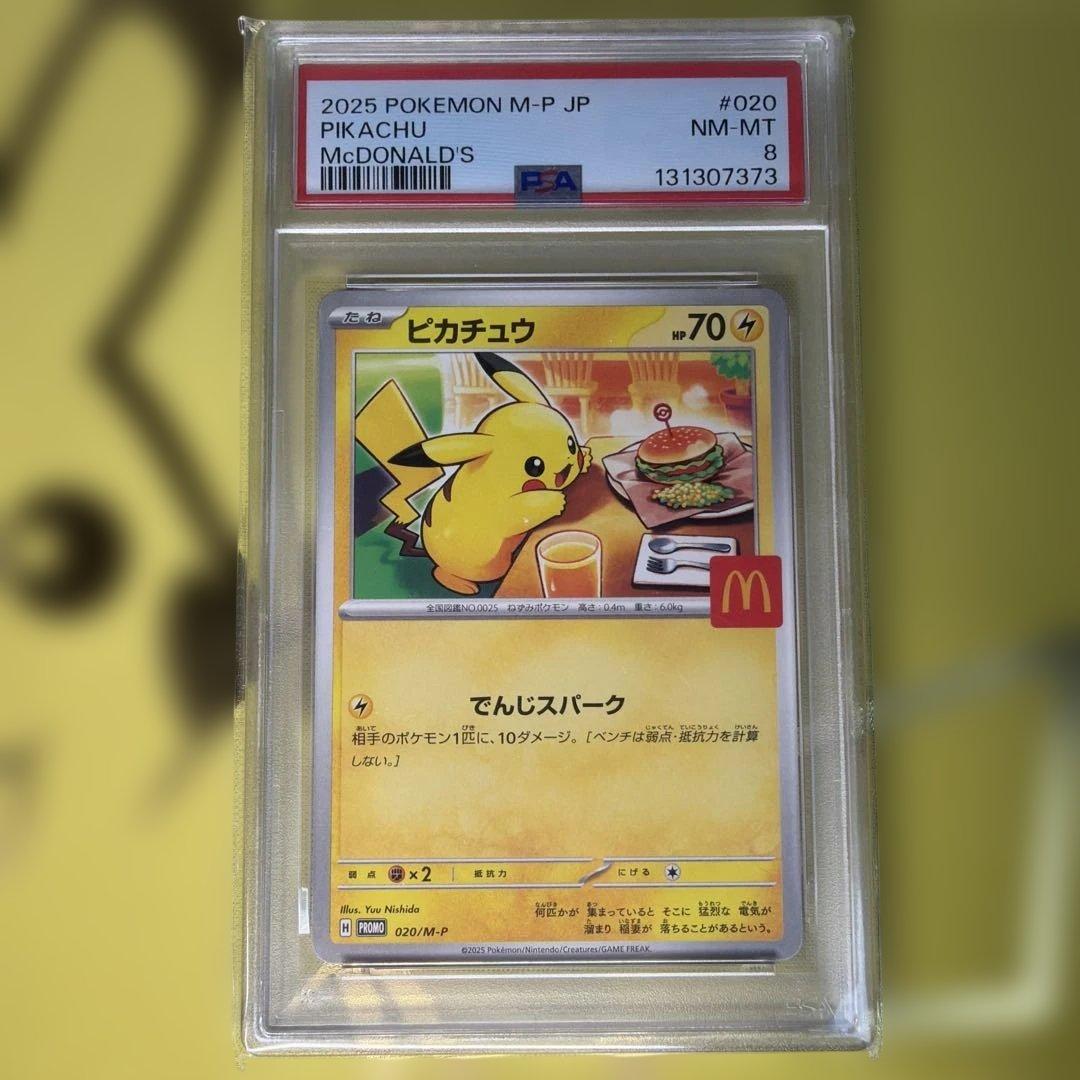 2025 POKEMON M-P JP #020
PIKACHU NM-MT
McDONALD'S 8
PSA 131307373
たね ピカチュウ HP70
全国図鑑NO.0025 ねずみポケモン 高さ:0.4m 重さ:6.0kg
でんじスパーク
相手のポケモン1匹に、10ダメージ。[ベンチは弱点・抵抗力を計算
しない。]
弱点 ×2 抵抗力 にげる
Illus. Yuu Nishida
何匹かが 集まっていると そこに 猛烈な 電気が
溜まり 稲妻が 落ちることがあるという。
H PROMO 020/M-P
©2025 Pokémon/Nintendo/Creatures/GAME FREAK.